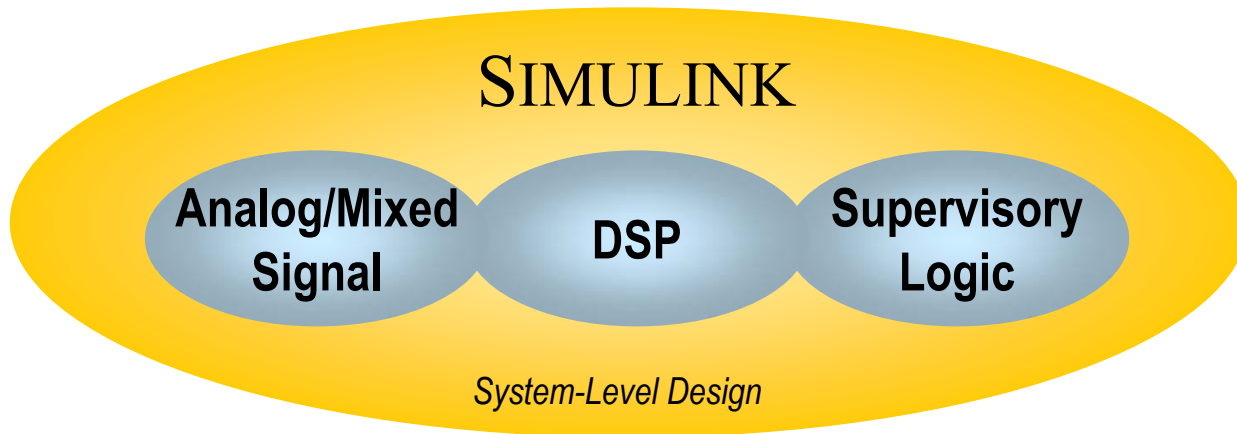 SIMULINK
Analog/Mixed
Signal
DSP
Supervisory
Logic
System-Level Design